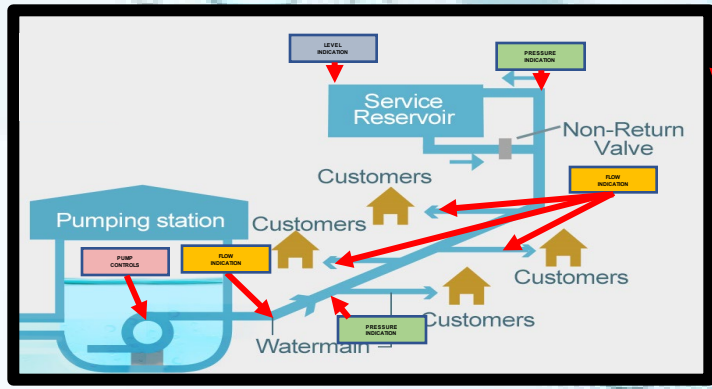 LEVEL
INDICATION
PRESSURE
INDICATION
Service
Reservoir
Non-Return
Valve
Customers
FLOW
INDICATION
Pumping station
Customers
PUMP
CONTROLS
FLOW
INDICATION
Customers
Customers
PRESSURE
INDICATION
Watermain